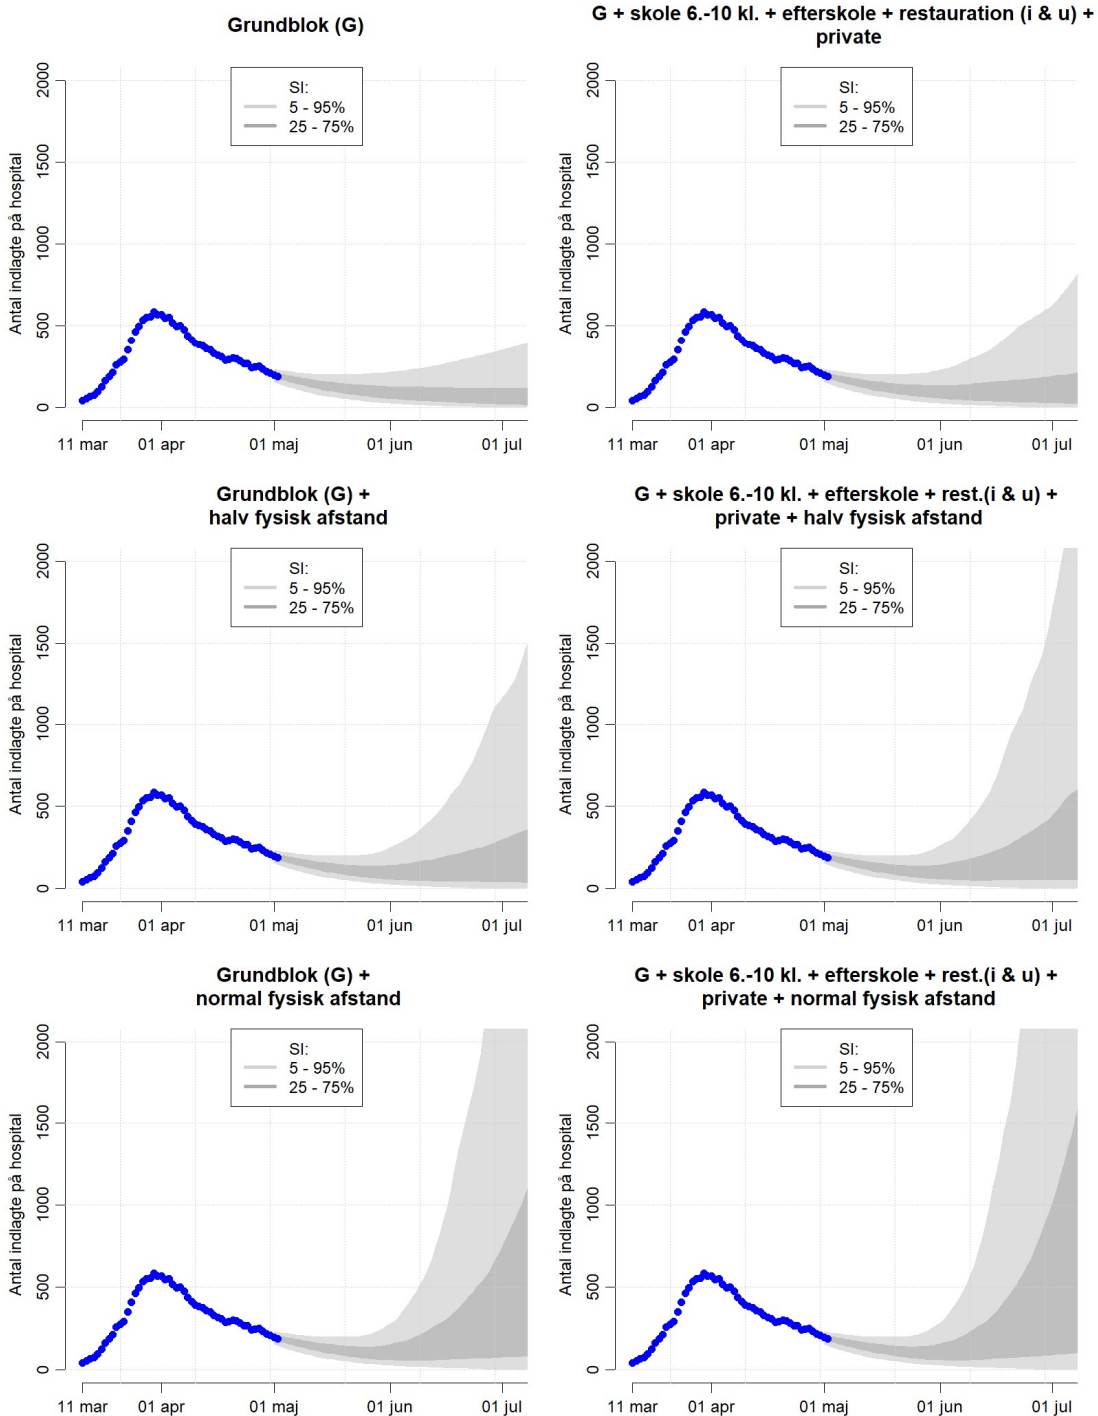 Grundblok (G)
2000
1500
1000
500
0
Antal indlagte på hospital
SI:
5 - 95%
25 - 75%
11 mar
01 apr
01 maj
01 jun
01 jul
G + skole 6.-10 kl. + efterskole + restauration (i & u) +
private
2000
1500
1000
500
0
Antal indlagte på hospital
SI:
5 - 95%
25 - 75%
11 mar
01 apr
01 maj
01 jun
01 jul
Grundblok (G) +
halv fysisk afstand
2000
1500
1000
500
0
Antal indlagte på hospital
SI:
5 - 95%
25 - 75%
11 mar
01 apr
01 maj
01 jun
01 jul
G + skole 6.-10 kl. + efterskole + rest.(i & u) +
private + halv fysisk afstand
2000
1500
1000
500
0
Antal indlagte på hospital
SI:
5 - 95%
25 - 75%
11 mar
01 apr
01 maj
01 jun
01 jul
Grundblok (G) +
normal fysisk afstand
2000
1500
1000
500
0
Antal indlagte på hospital
SI:
5 - 95%
25 - 75%
11 mar
01 apr
01 maj
01 jun
01 jul
G + skole 6.-10 kl. + efterskole + rest.(i & u) +
private + normal fysisk afstand
2000
1500
1000
500
0
Antal indlagte på hospital
SI:
5 - 95%
25 - 75%
11 mar
01 apr
01 maj
01 jun
01 jul